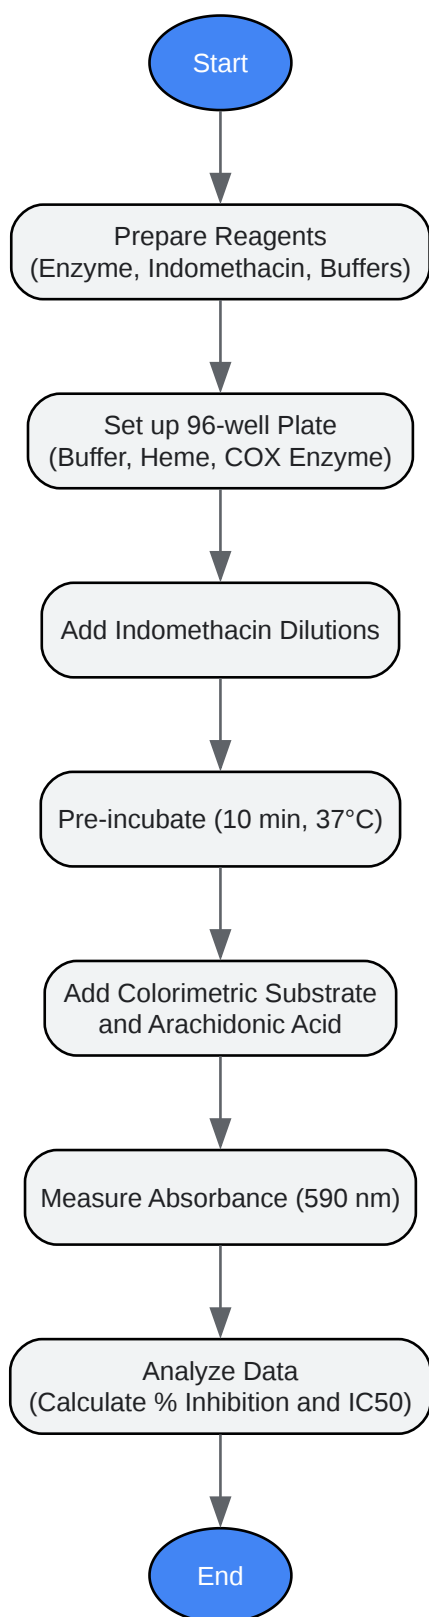 Start
Prepare Reagents
(Enzyme, Indomethacin, Buffers)
Set up 96-well Plate
(Buffer, Heme, COX Enzyme)
Add Indomethacin Dilutions
Pre-incubate (10 min, 37°C)
Add Colorimetric Substrate
and Arachidonic Acid
Measure Absorbance (590 nm)
Analyze Data
(Calculate % Inhibition and IC50)
End